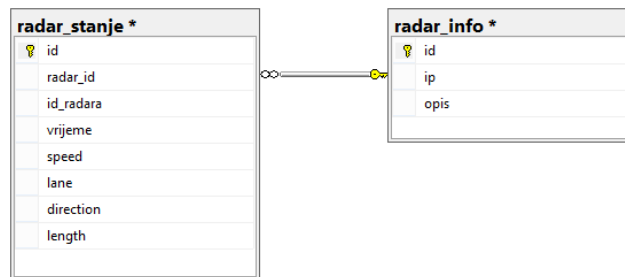 radar_stanje *
id
radar_id
id_radara
vrijeme
speed
lane
direction
length
radar_info *
id
ip
opis